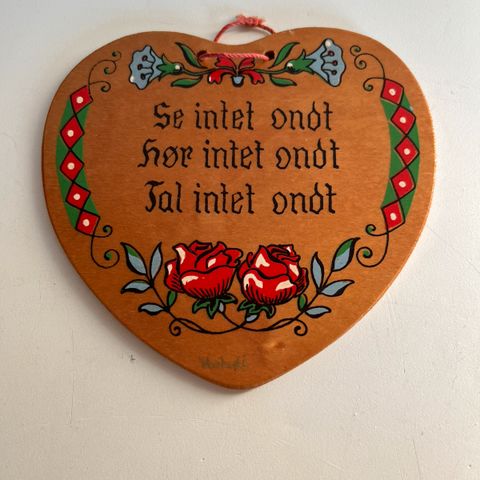 Se intet ondt
Hør intet ondt
Tal intet ondt